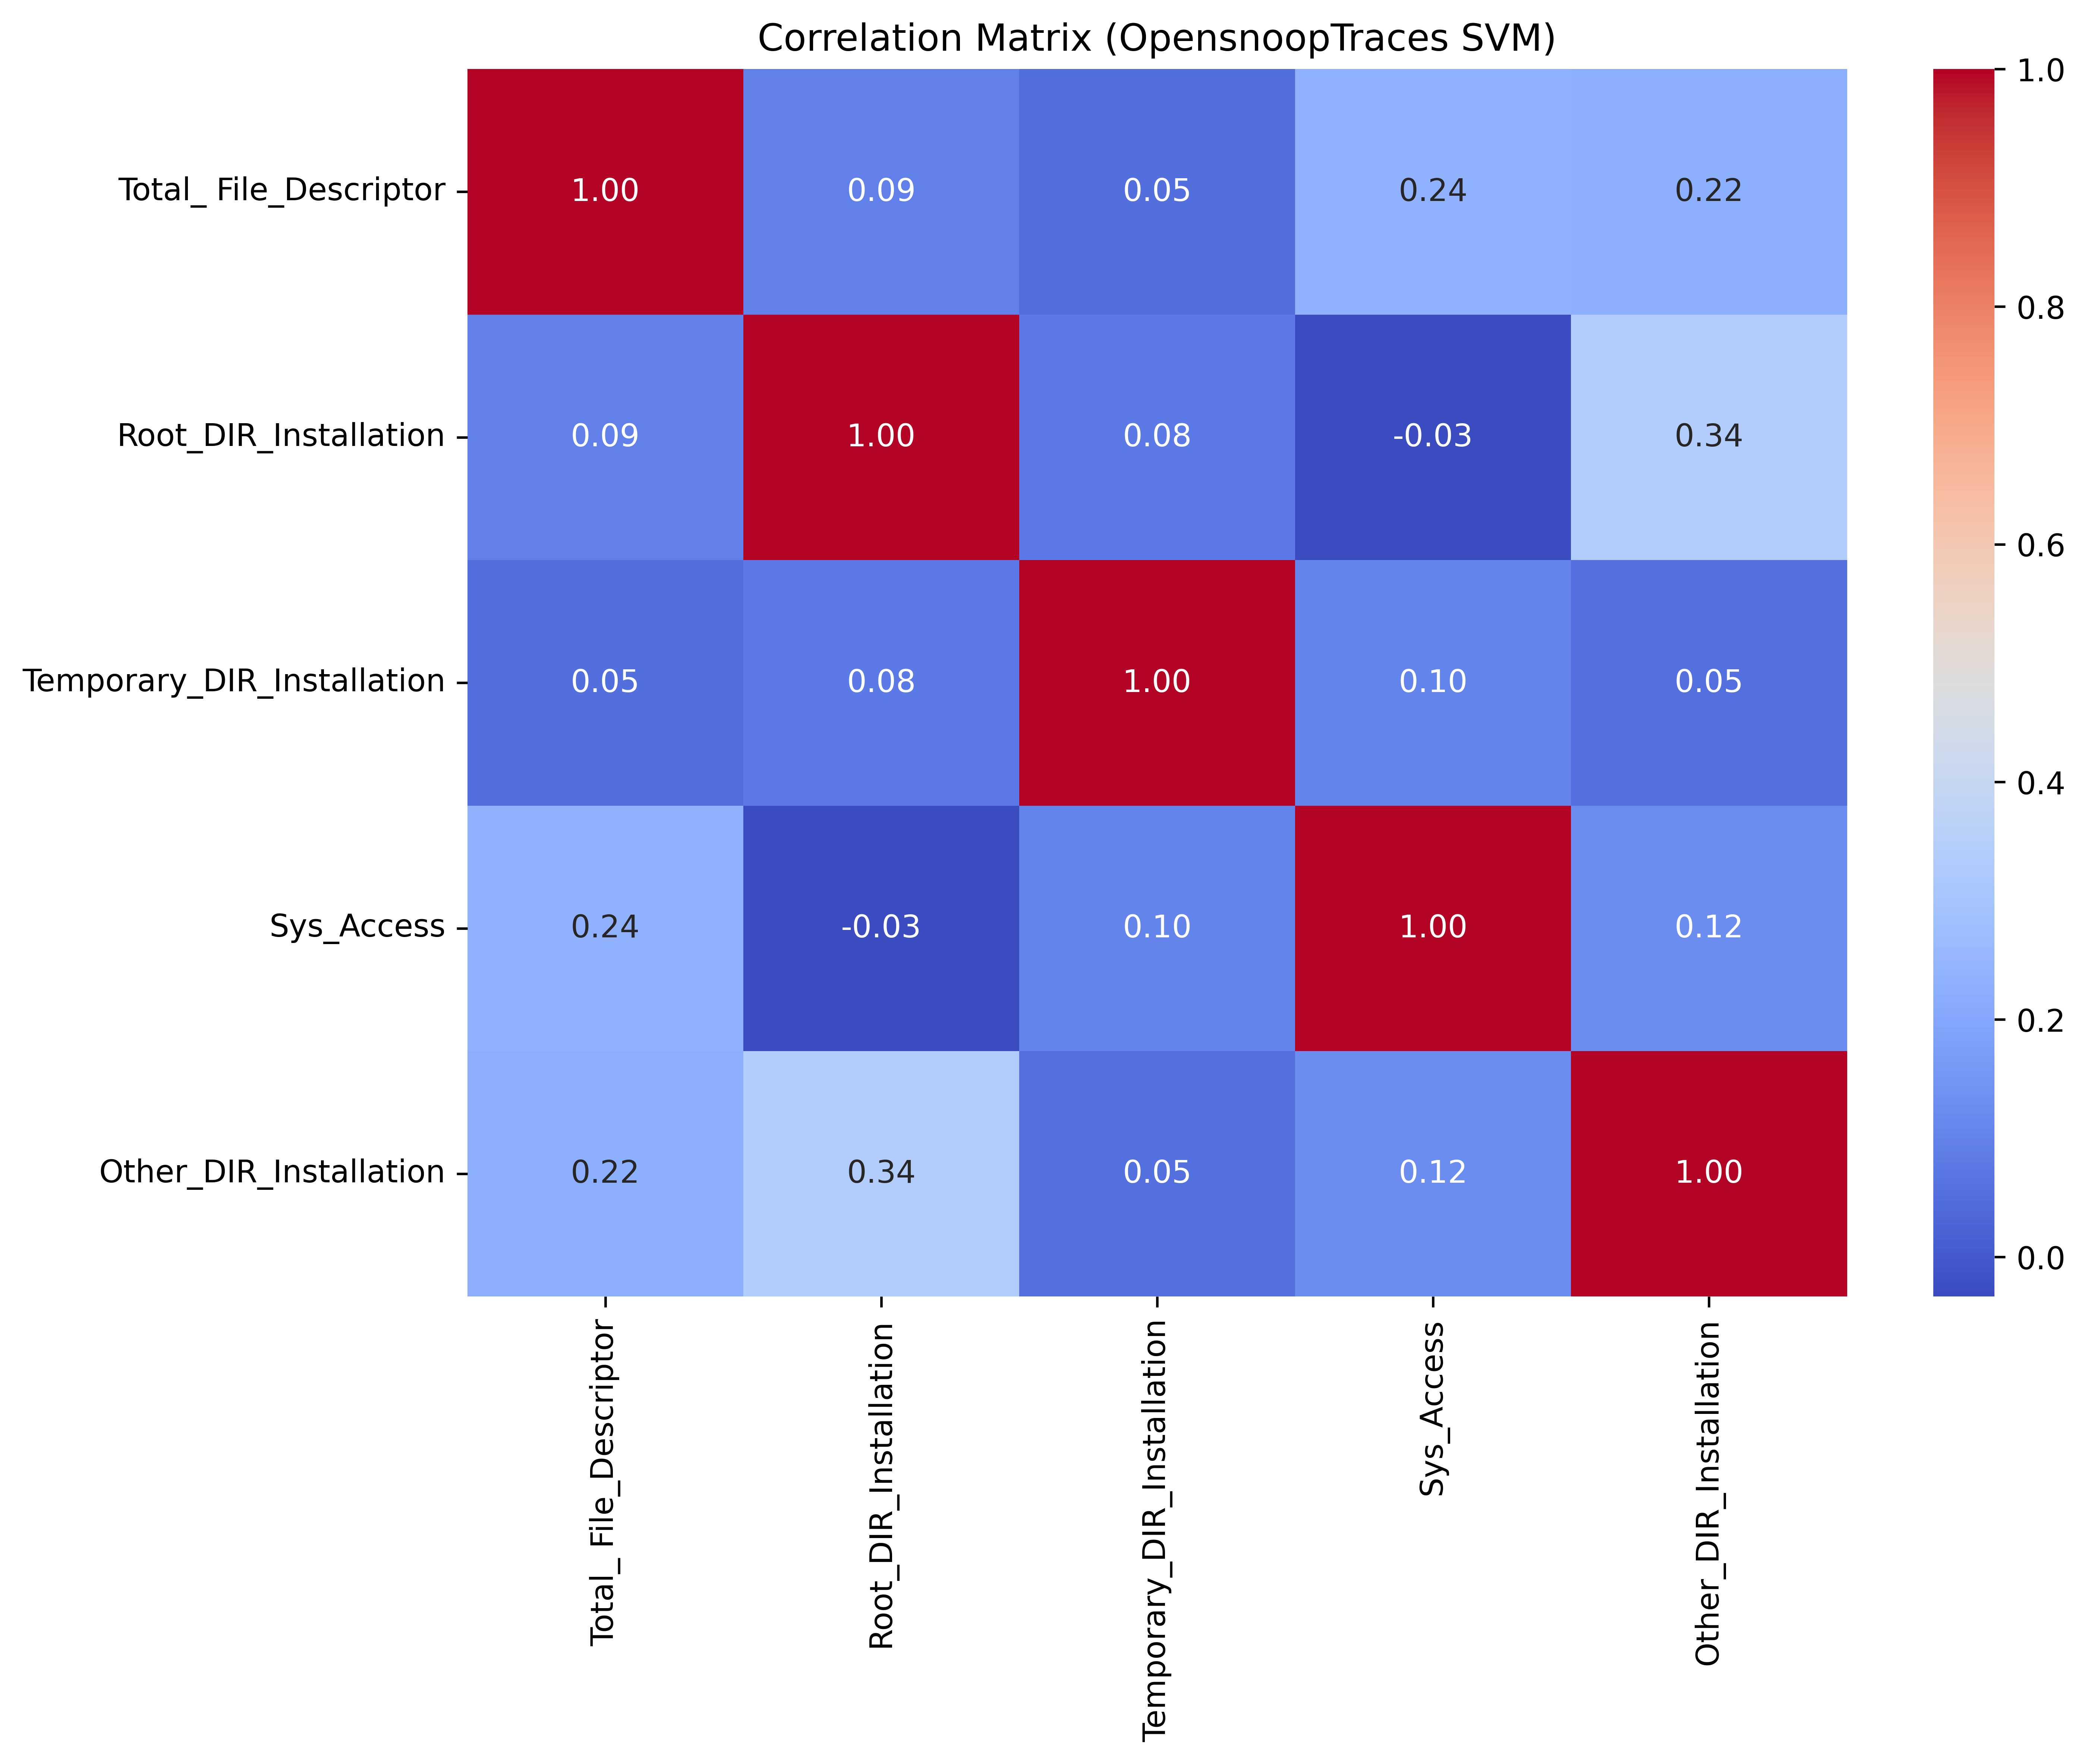 Correlation Matrix (OpensnoopTraces SVM)
Total_ File_Descriptor 1.00 0.09 0.05 0.24 0.22
Root_DIR_Installation 0.09 1.00 0.08 -0.03 0.34
Temporary_DIR_Installation 0.05 0.08 1.00 0.10 0.05
Sys_Access 0.24 -0.03 0.10 1.00 0.12
Other_DIR_Installation 0.22 0.34 0.05 0.12 1.00
Total_ File_Descriptor
Root_DIR_Installation
Temporary_DIR_Installation
Sys_Access
Other_DIR_Installation
1.0
0.8
0.6
0.4
0.2
0.0